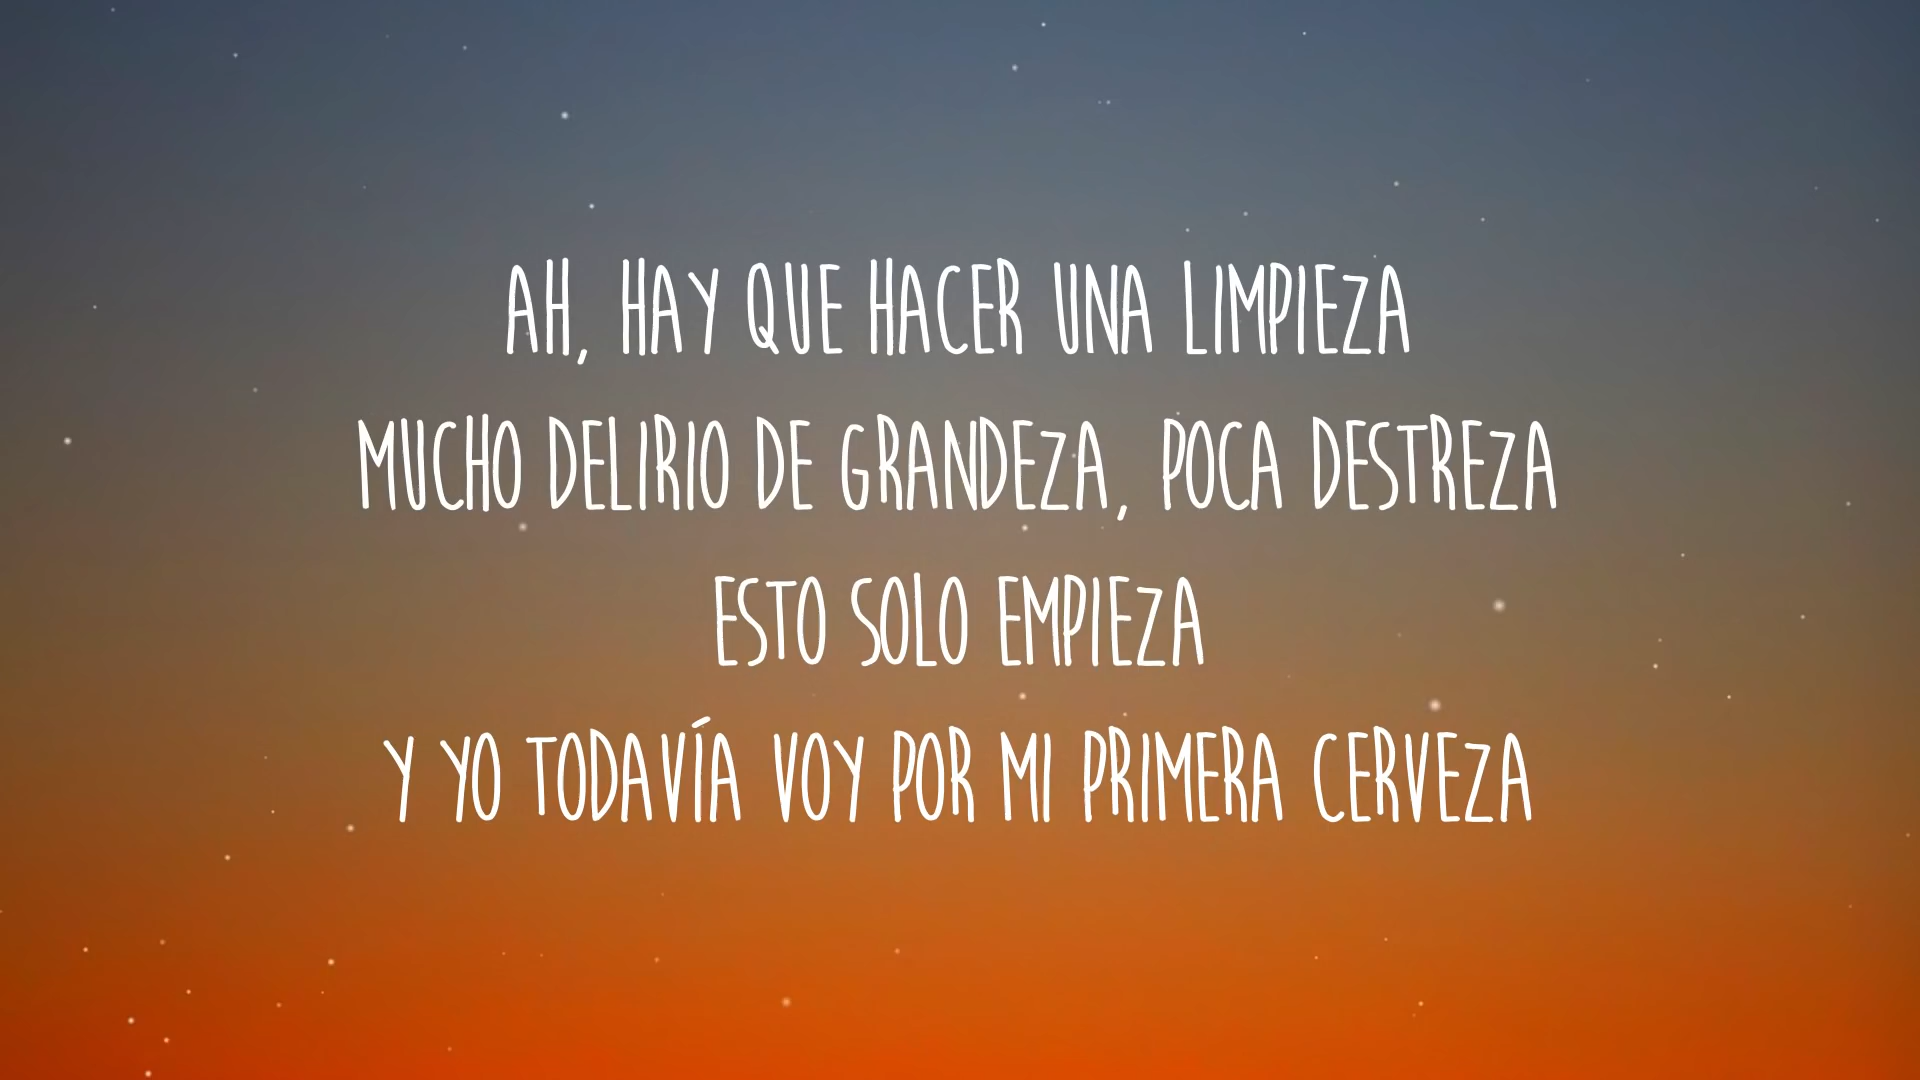 AH, HAY QUE HACER UNA LIMPIEZA
MUCHO DELIRIO DE GRANDEZA, POCA DESTREZA
ESTO SOLO EMPIEZA
Y YO TODAVÍA VOY POR MI PRIMERA CERVEZA